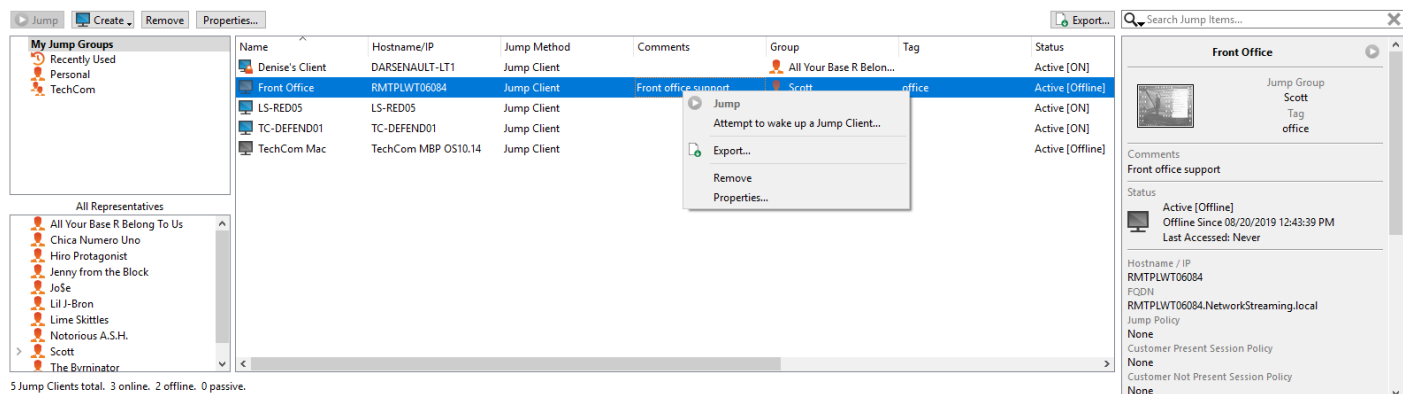 Jump Create Remove Properties... Export... Search Jump Items...
My Jump Groups
Recently Used
Personal
TechCom
All Representatives
All Your Base R Belong To Us
Chica Numero Uno
Hiro Protagonist
Jenny from the Block
Jo$e
Lil J-Bron
Lime Skittles
Notorious A.S.H.
Scott
The Byrninator
Name Hostname/IP Jump Method Comments Group Tag Status
Denise's Client DARSENAULT-LT1 Jump Client All Your Base R Belon... Active [ON]
Front Office RMTPLWT06084 Jump Client Front office support Scott office Active [Offline]
LS-RED05 LS-RED05 Jump Client Active [ON]
TC-DEFEND01 TC-DEFEND01 Jump Client Active [ON]
TechCom Mac TechCom MBP OS10.14 Jump Client Active [Offline]
Jump
Attempt to wake up a Jump Client...
Export...
Remove
Properties...
Front Office
Jump Group
Scott
Tag
office
Comments
Front office support
Status
Active [Offline]
Offline Since 08/20/2019 12:43:39 PM
Last Accessed: Never
Hostname / IP
RMTPLWT06084
FQDN
RMTPLWT06084.NetworkStreaming.local
Jump Policy
None
Customer Present Session Policy
None
Customer Not Present Session Policy
None
5 Jump Clients total. 3 online. 2 offline. 0 passive.